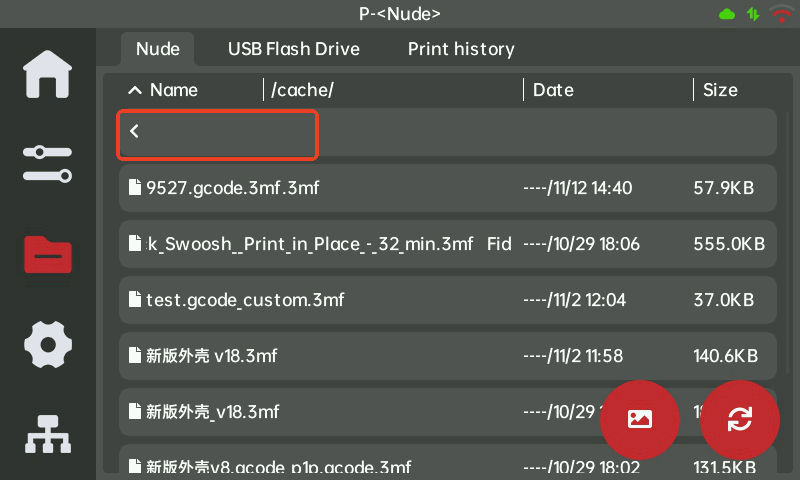 P-<Nude>
Nude USB Flash Drive Print history
Name /cache/ Date Size
<
9527.gcode.3mf.3mf ----/11/12 14:40 57.9KB
k_Swoosh__Print_in_Place_-_32_min.3mf Fid ----/10/29 18:06 555.0KB
test.gcode_custom.3mf ----/11/2 12:04 37.0KB
新版外壳 v18.3mf ----/11/2 11:58 140.6KB
新版外壳_v18.3mf ----/10/29
新版外壳v8.gcode_p1p.gcode.3mf ----/10/29 18:02 131.5KB